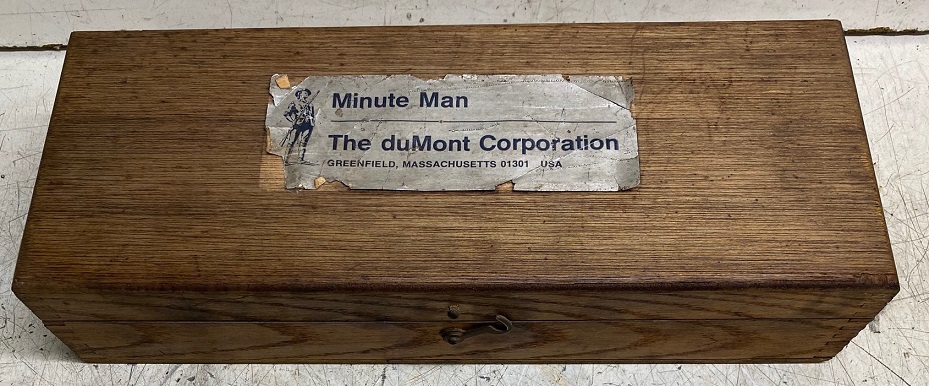 Minute Man
The duMont Corporation
GREENFIELD, MASSACHUSETTS 01301 USA